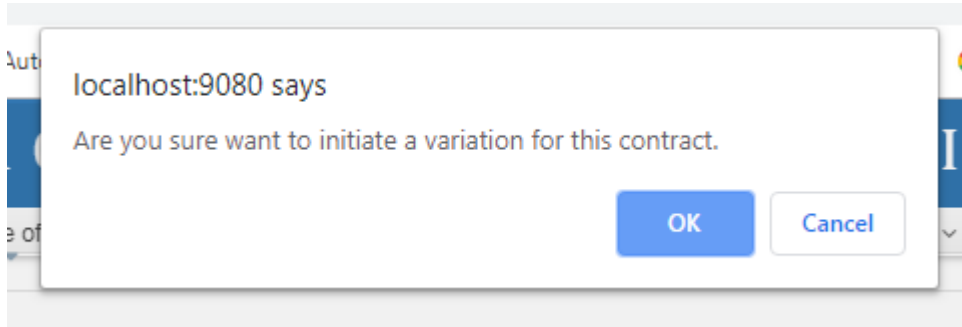 localhost:9080 says
Are you sure want to initiate a variation for this contract.
OK
Cancel